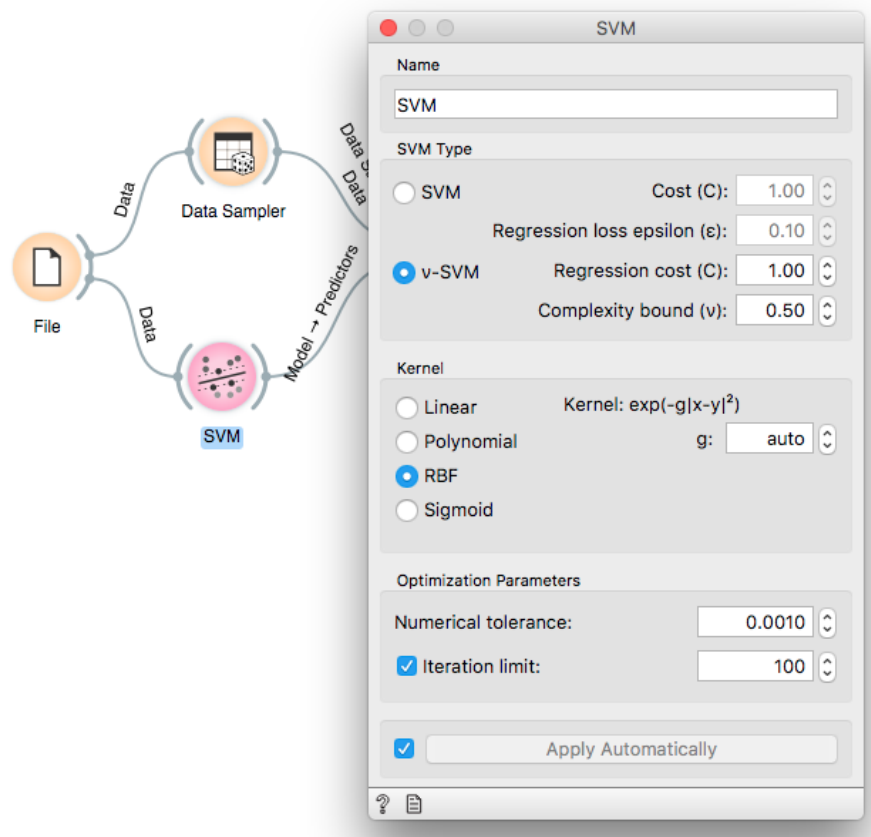 SVM
Name
SVM
SVM Type
SVM
Cost (C): 1.00
Regression loss epsilon (ε): 0.10
ν-SVM
Regression cost (C): 1.00
Complexity bound (ν): 0.50
Kernel
Linear
Polynomial
RBF
Sigmoid
Kernel: exp(-g|x-y|²)
g: auto
Optimization Parameters
Numerical tolerance: 0.0010
Iteration limit: 100
Apply Automatically
?
File
Data
Data Sampler
Data S
Data
Data
SVM
Model → Predictors